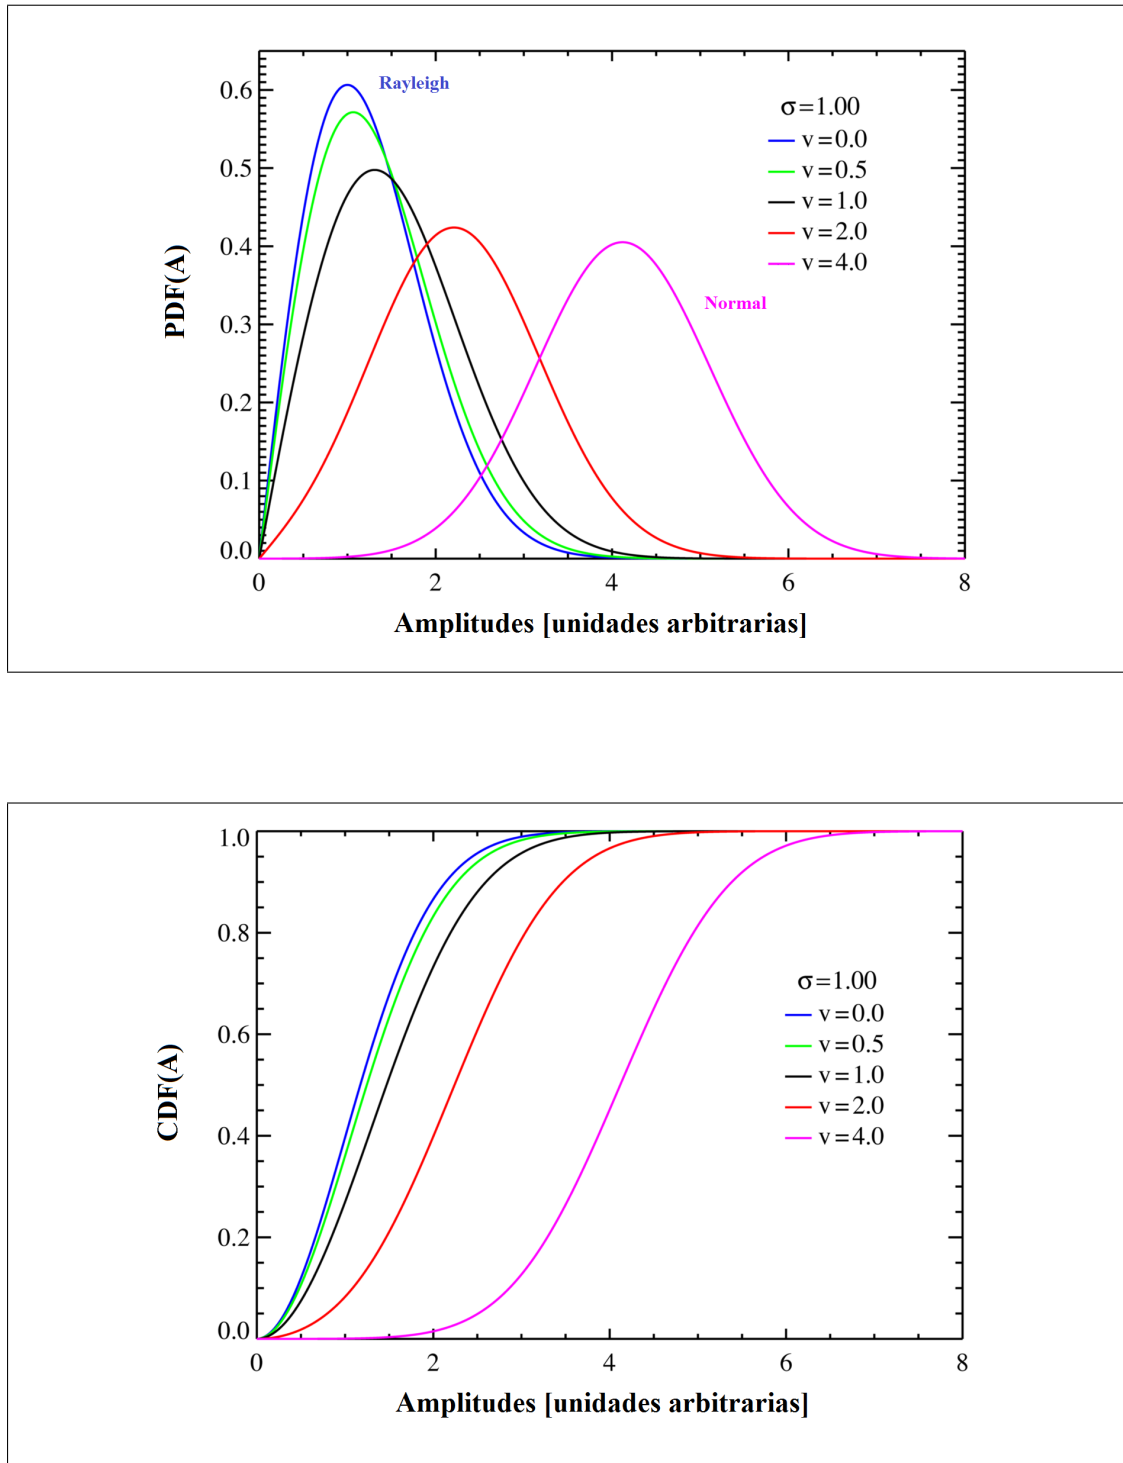 Rayleigh
σ=1.00
v=0.0
v=0.5
v=1.0
v=2.0
v=4.0
Normal
PDF(A)
0.6
0.5
0.4
0.3
0.2
0.1
0.0
0 2 4 6 8
Amplitudes [unidades arbitrarias]
1.0
0.8
0.6
0.4
0.2
0.0
CDF(A)
σ=1.00
v=0.0
v=0.5
v=1.0
v=2.0
v=4.0
0 2 4 6 8
Amplitudes [unidades arbitrarias]